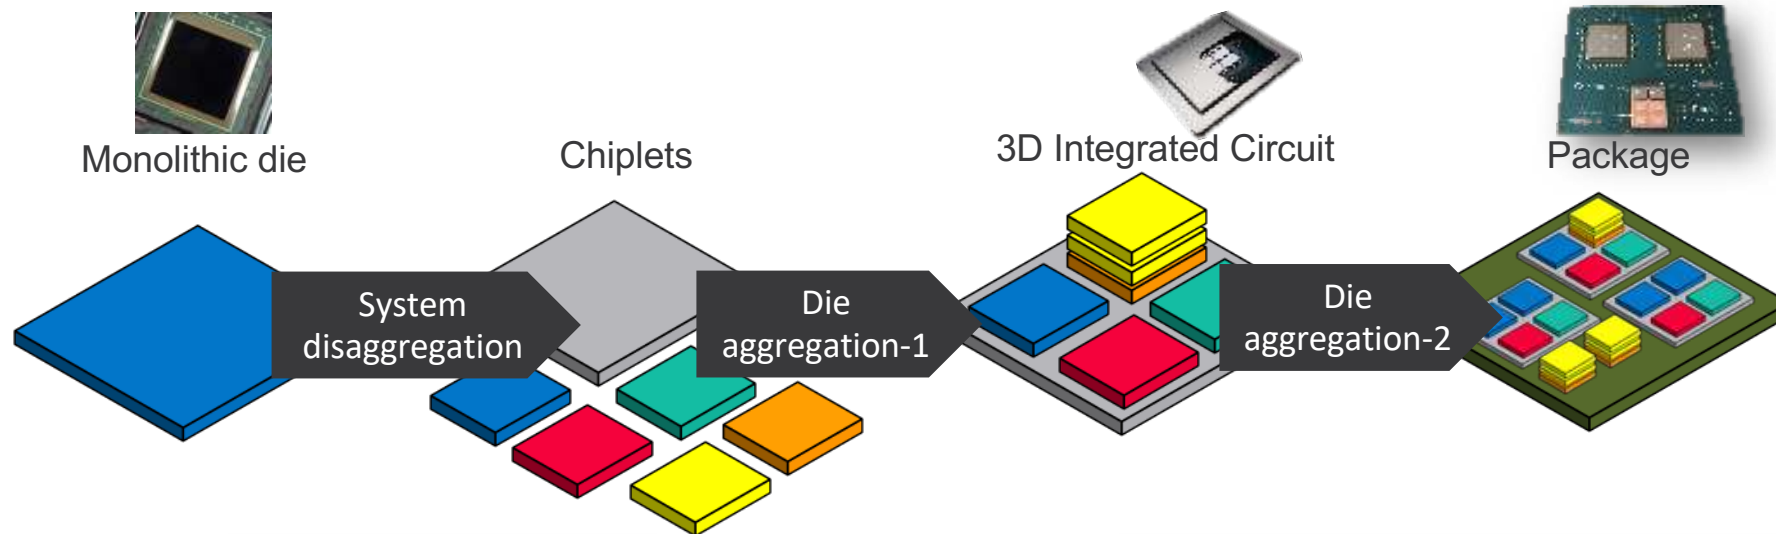 Monolithic die
Chiplets
3D Integrated Circuit
Package
System
disaggregation
Die
aggregation-1
Die
aggregation-2